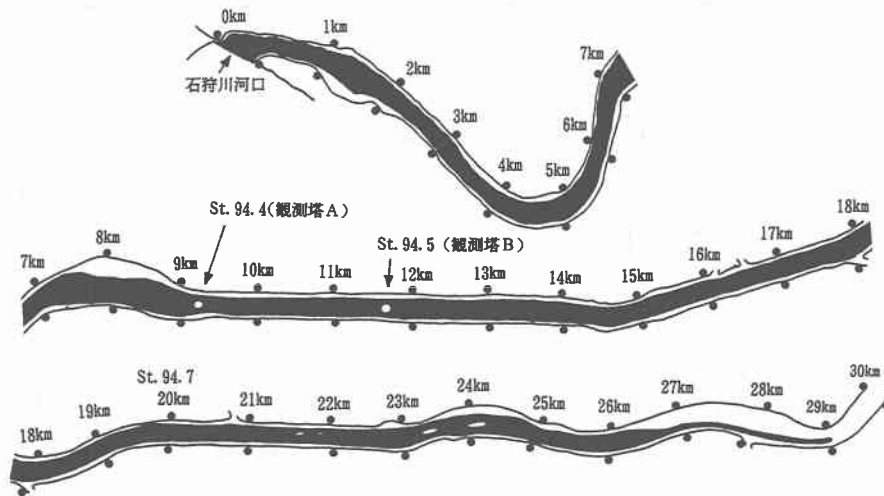 0km
1km
2km
3km
4km
5km
6km
7km
石狩川河口
St.94.4(観測塔A)
St.94.5(観測塔B)
7km
8km
9km
10km
11km
12km
13km
14km
15km
16km
17km
18km
St.94.7
18km
19km
20km
21km
22km
23km
24km
25km
26km
27km
28km
29km
30km